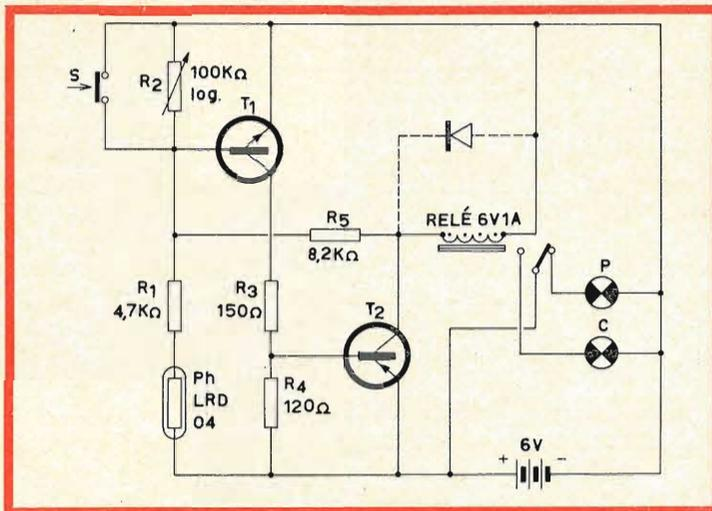 S
R2
100KΩ
log.
T1
R5
8,2KΩ
RELÉ 6V1A
R1
4,7KΩ
R3
150Ω
T2
P
C
Ph
LRD
04
R4
120Ω
6V
+ -